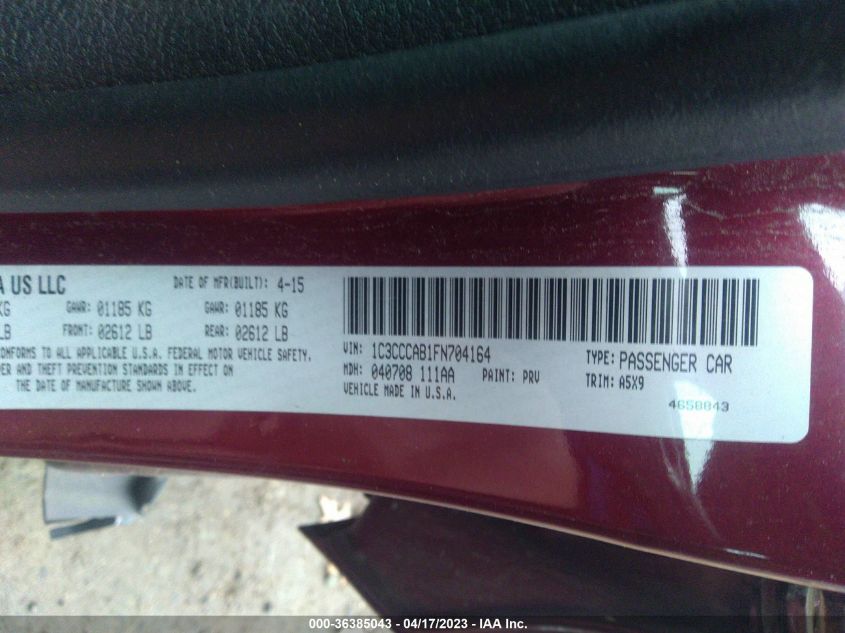 A US LLC
DATE OF MFR(BUILT): 4-15
KG GAWR: 01185 KG GAWR: 01185 KG
LB FRONT: 02612 LB REAR: 02612 LB
CONFORMS TO ALL APPLICABLE U.S.A. FEDERAL MOTOR VEHICLE SAFETY,
ER AND THEFT PREVENTION STANDARDS IN EFFECT ON
THE DATE OF MANUFACTURE SHOWN ABOVE.
VIN: 1C3CCCAB1FN704164
TYPE: PASSENGER CAR
MDH: 040708 111AA PAINT: PRV
TRIM: A5X9
VEHICLE MADE IN U.S.A.
4650843
000-36385043 - 04/17/2023 - IAA Inc.